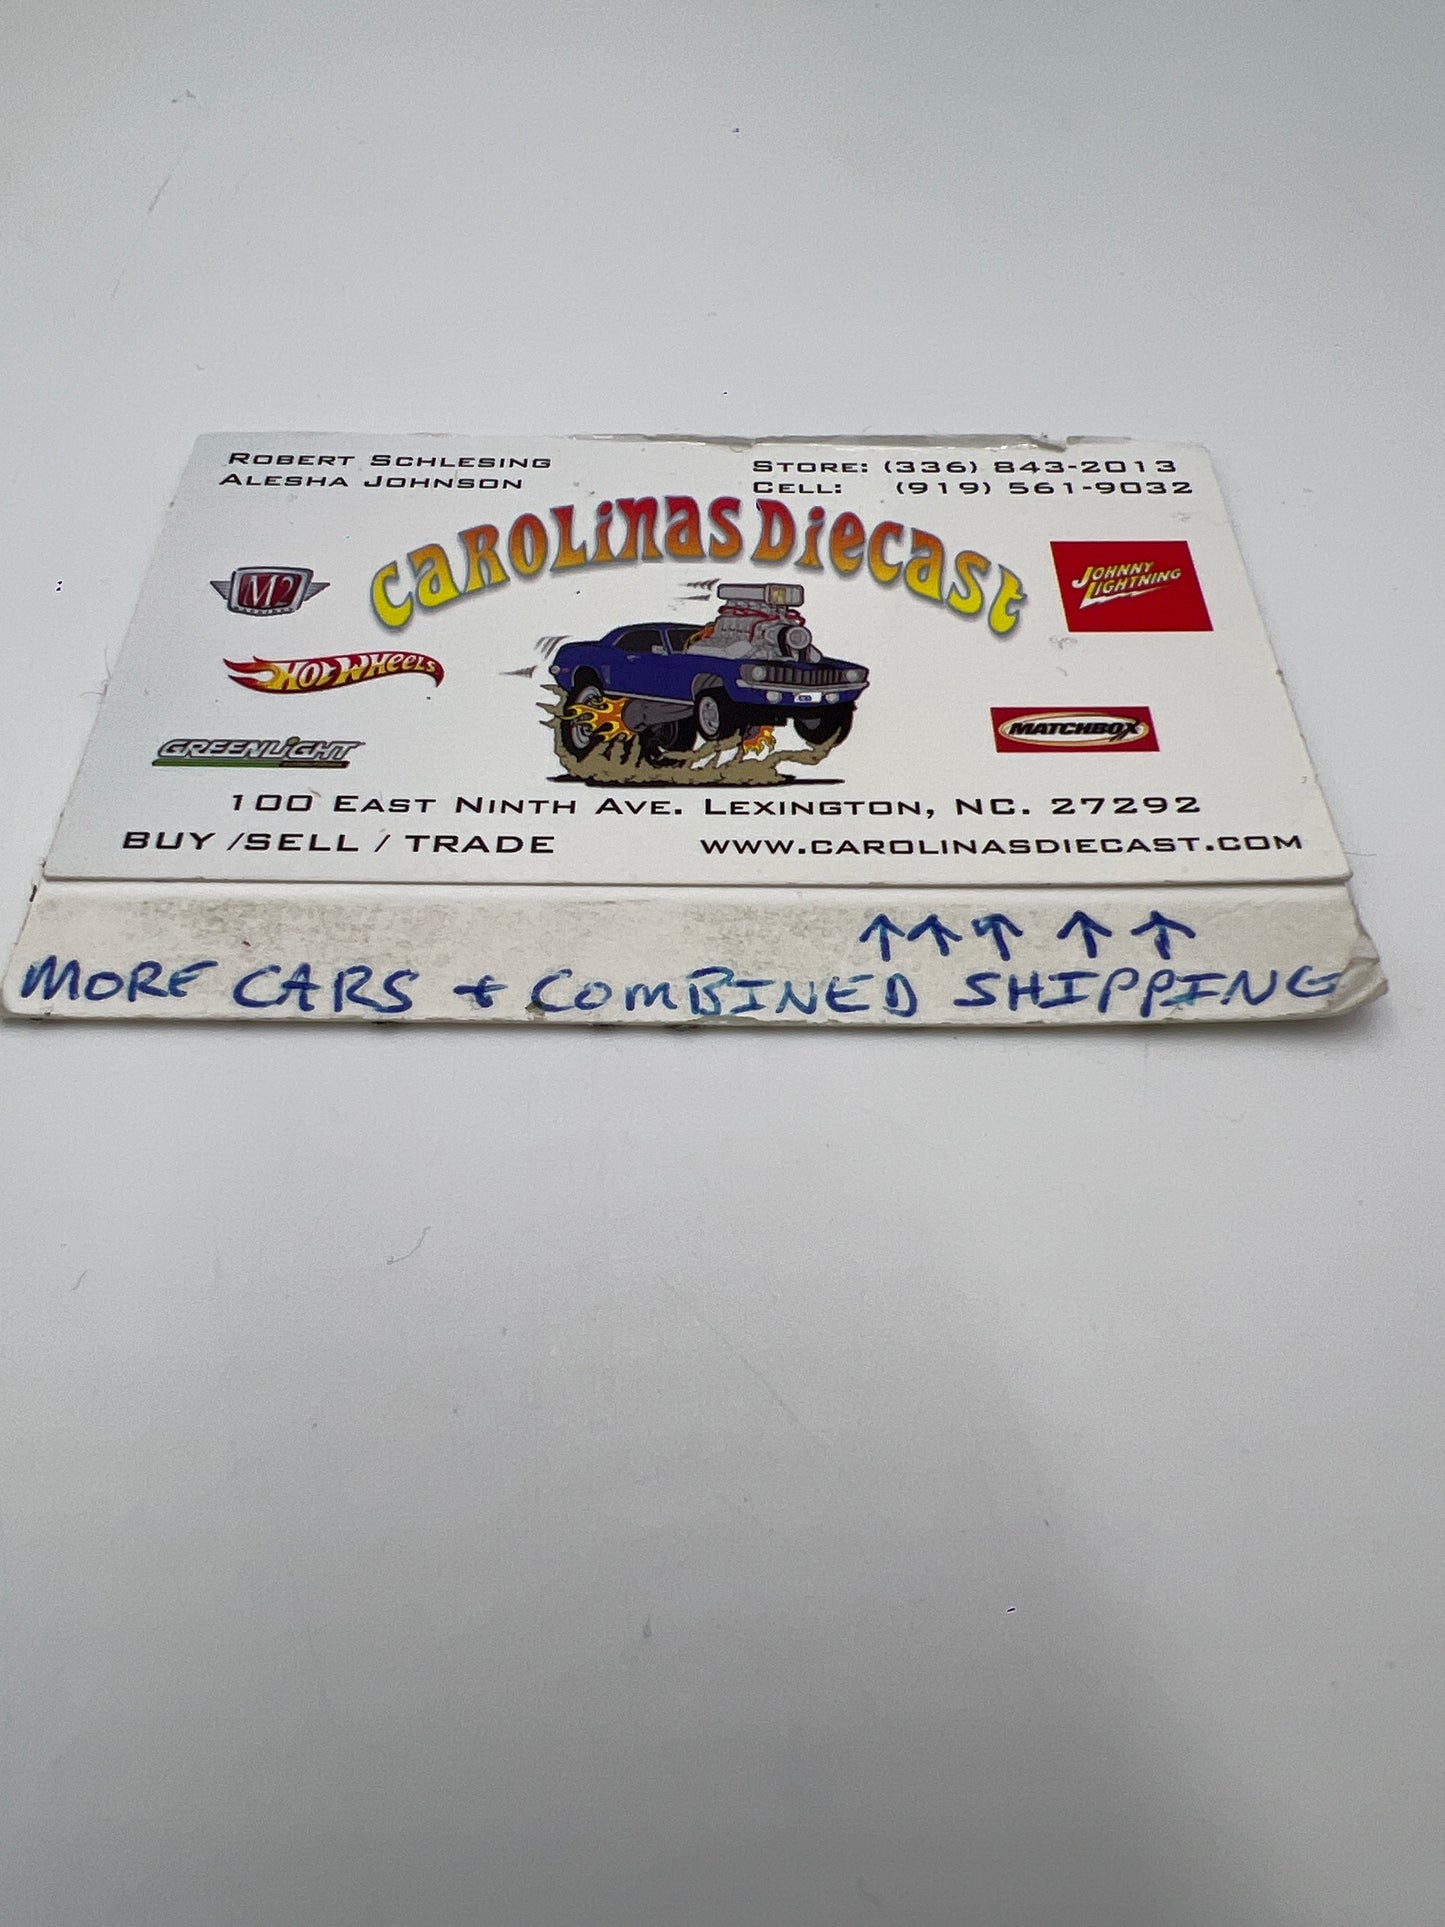 ROBERT SCHLESING
ALESHA JOHNSON
STORE: (336) 843-2013
CELL: (919) 561-9032
CAROLINAS DIECAST
M2
JOHNNY LIGHTNING
HOT WHEELS
MATCHBOX
GREENLIGHT
100 EAST NINTH AVE. LEXINGTON, NC. 27292
BUY /SELL / TRADE
WWW.CAROLINASDIECAST.COM
↑↑↑ ↑ ↑
MORE CARS + COMBINED SHIPPING